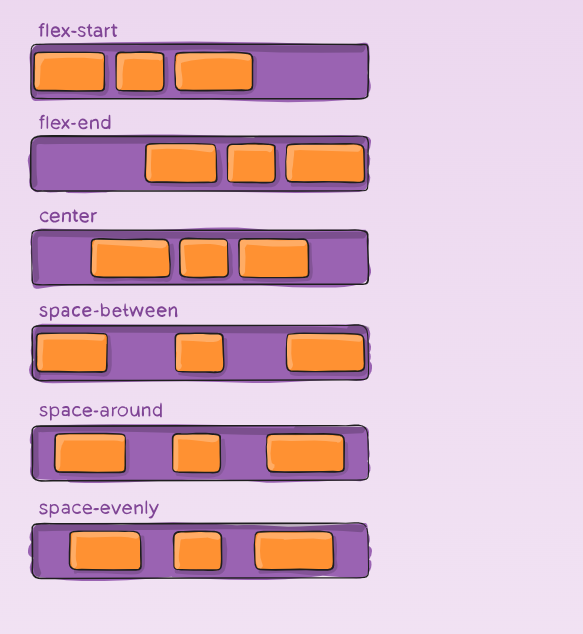 flex-start
flex-end
center
space-between
space-around
space-evenly